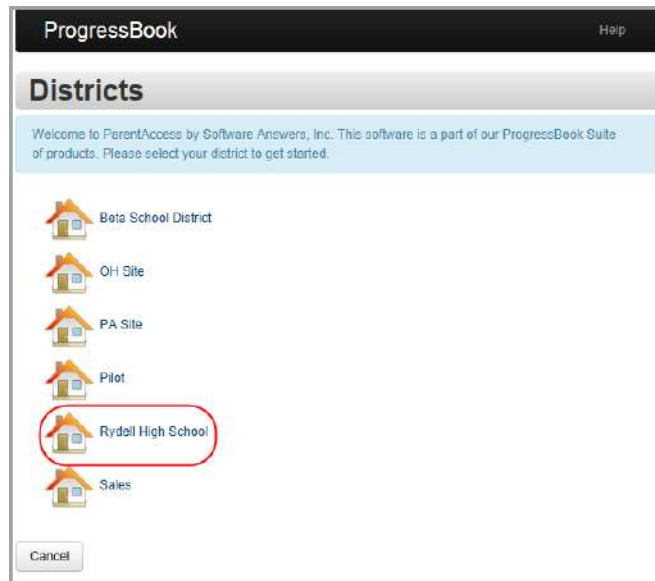 ProgressBook Help
Districts
Welcome to ParentAccess by Software Answers, Inc. This software is a part of our ProgressBook Suite
of products. Please select your district to get started.
Beta School District
OH Site
PA Site
Pilot
Rydell High School
Sales
Cancel